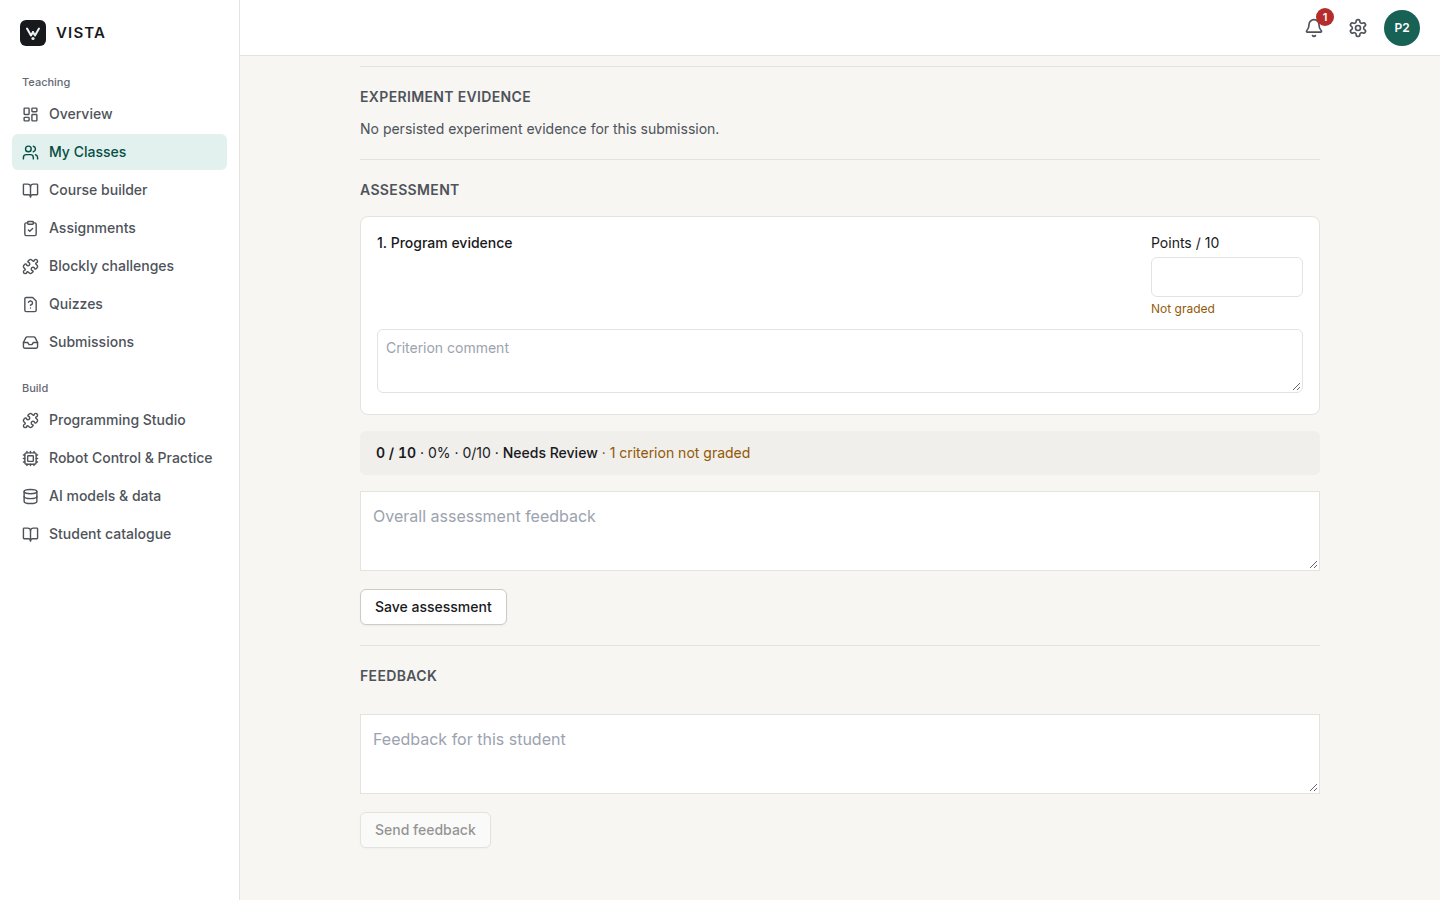 VISTA
1
P2
Teaching
Overview
My Classes
Course builder
Assignments
Blockly challenges
Quizzes
Submissions
Build
Programming Studio
Robot Control & Practice
AI models & data
Student catalogue
EXPERIMENT EVIDENCE
No persisted experiment evidence for this submission.
ASSESSMENT
1. Program evidence
Points / 10
Not graded
Criterion comment
0 / 10 · 0% · 0/10 · Needs Review · 1 criterion not graded
Overall assessment feedback
Save assessment
FEEDBACK
Feedback for this student
Send feedback